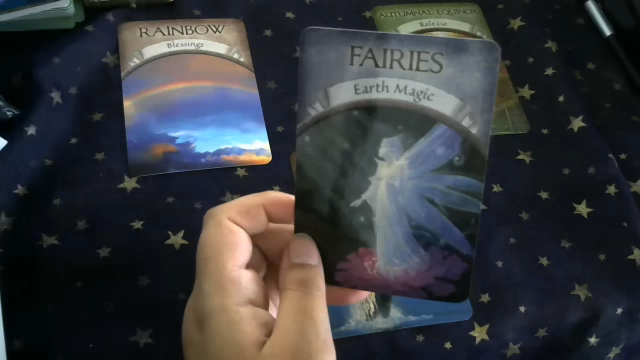 RAINBOW
Blessings
FAIRIES
Earth Magic
AUTUMNAL EQUINOX
Release